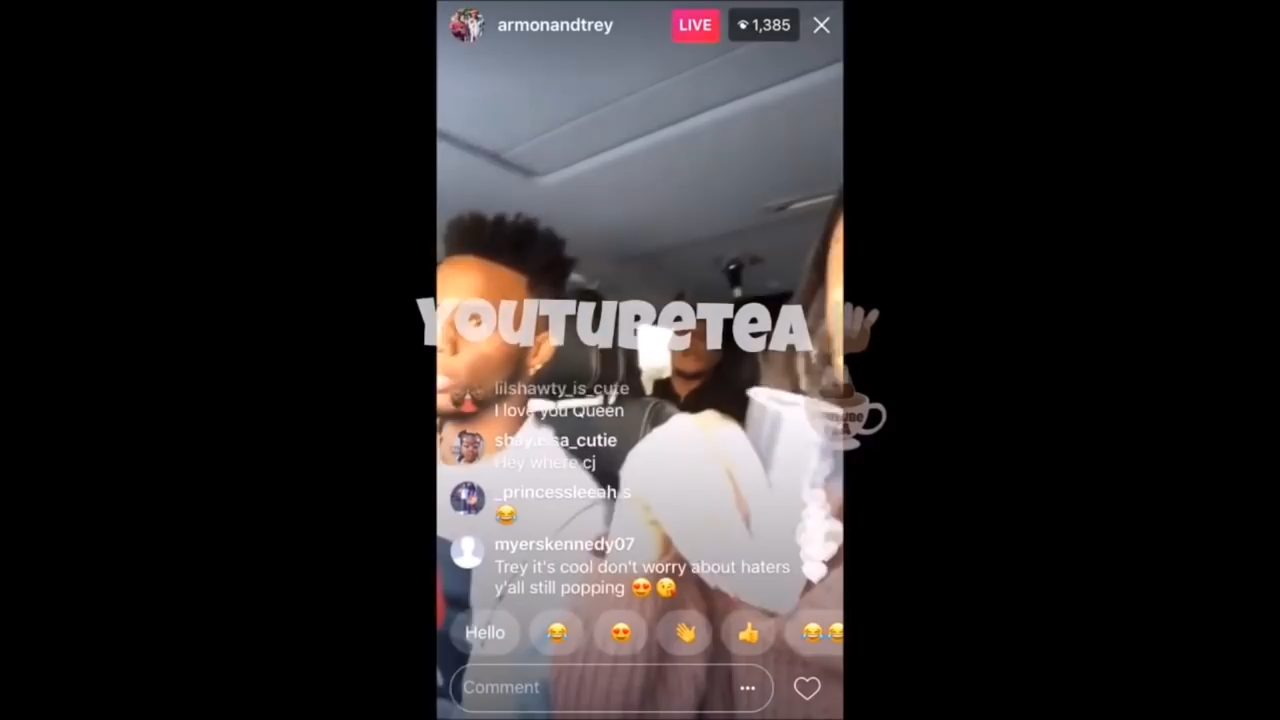 armonandtrey LIVE 1,385
YOUTUBETEA
lilshawty_is_cute
I love you Queen
Hey where cj
myerskennedy07
Trey it's cool don't worry about haters
y'all still popping 😍😘
Hello
Comment